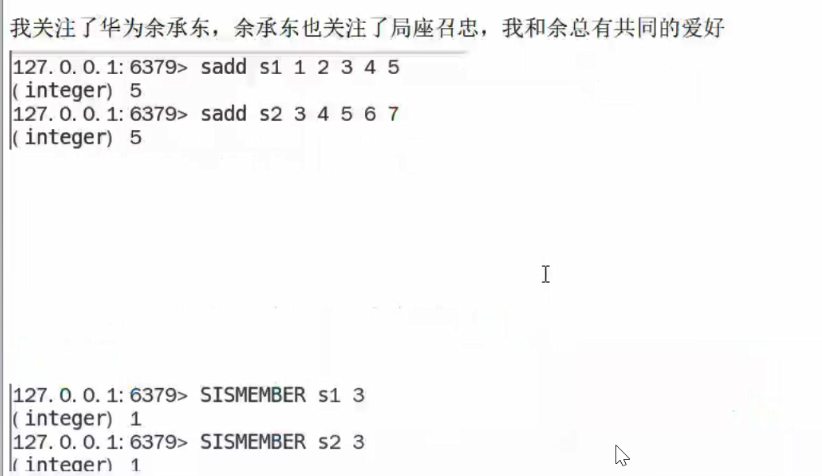 我关注了华为余承东，余承东也关注了局座召忠，我和余总有共同的爱好
127.0.0.1:6379> sadd s1 1 2 3 4 5
(integer) 5
127.0.0.1:6379> sadd s2 3 4 5 6 7
(integer) 5
127.0.0.1:6379> SISMEMBER s1 3
(integer) 1
127.0.0.1:6379> SISMEMBER s2 3
(integer) 1